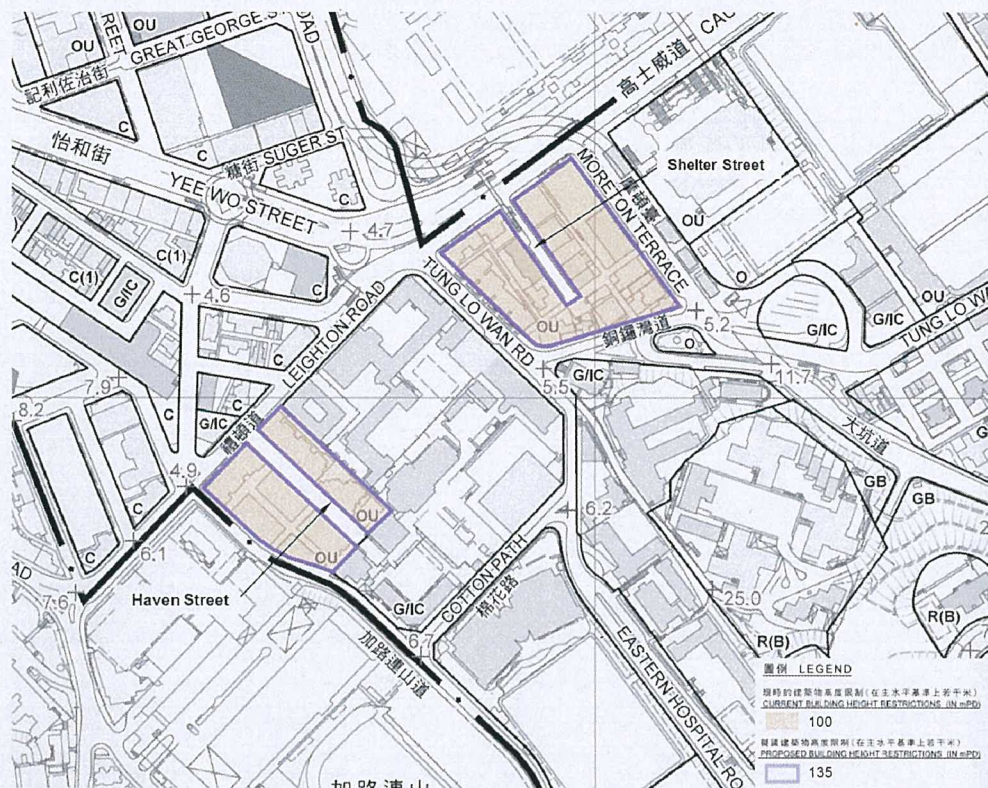 OU
GREAT GEORGE ST
記利佐治街
C
怡和街
YEE WO STREET
糖街 SUGER ST
C
C
C(1)
G/IC
C(1)
4.7
4.6
C
C
C
G/IC
LEIGHTON ROAD
禮頓道
高士威道
Shelter Street
MORETON TERRACE
摩頓臺
OU
O
TUNG LO WAN RD
OU
銅鑼灣道
5.2
O
G/IC
G/IC
OU
TUNG LO WA
5.5
G/IC
11.7
大坑道
GB
GB
7.9
8.2
C
C
4.9
6.1
C
7.6
OU
OU
Haven Street
G/IC
COTTON PATH
棉花路
6.2
6.7
加路連山道
EASTERN HOSPITAL RO
25.0
R(B)
R(B)
加路連山
圖例 LEGEND
現時的建築物高度限制(在主水平基準上若干米)
CURRENT BUILDING HEIGHT RESTRICTIONS (IN mPD)
100
擬議建築物高度限制(在主水平基準上若干米)
PROPOSED BUILDING HEIGHT RESTRICTIONS (IN mPD)
135